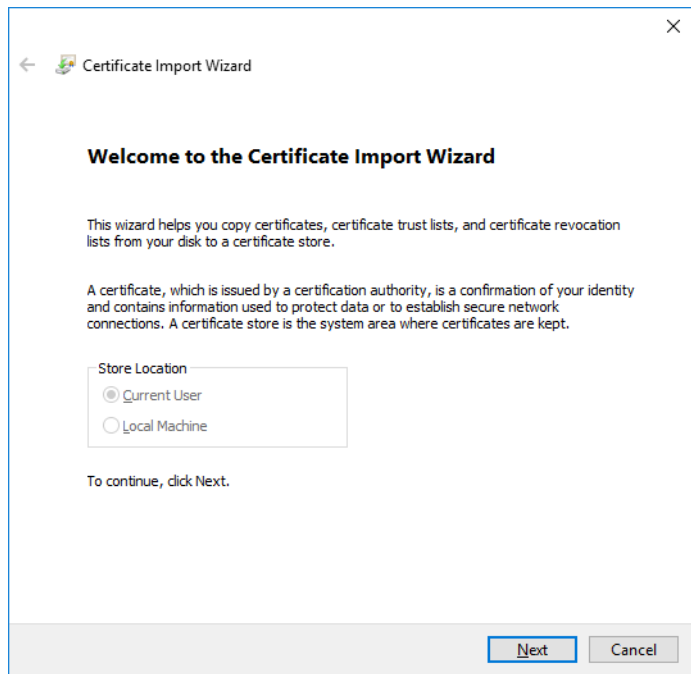 Certificate Import Wizard
Welcome to the Certificate Import Wizard
This wizard helps you copy certificates, certificate trust lists, and certificate revocation
lists from your disk to a certificate store.
A certificate, which is issued by a certification authority, is a confirmation of your identity
and contains information used to protect data or to establish secure network
connections. A certificate store is the system area where certificates are kept.
Store Location
Current User
Local Machine
To continue, click Next.
Next Cancel